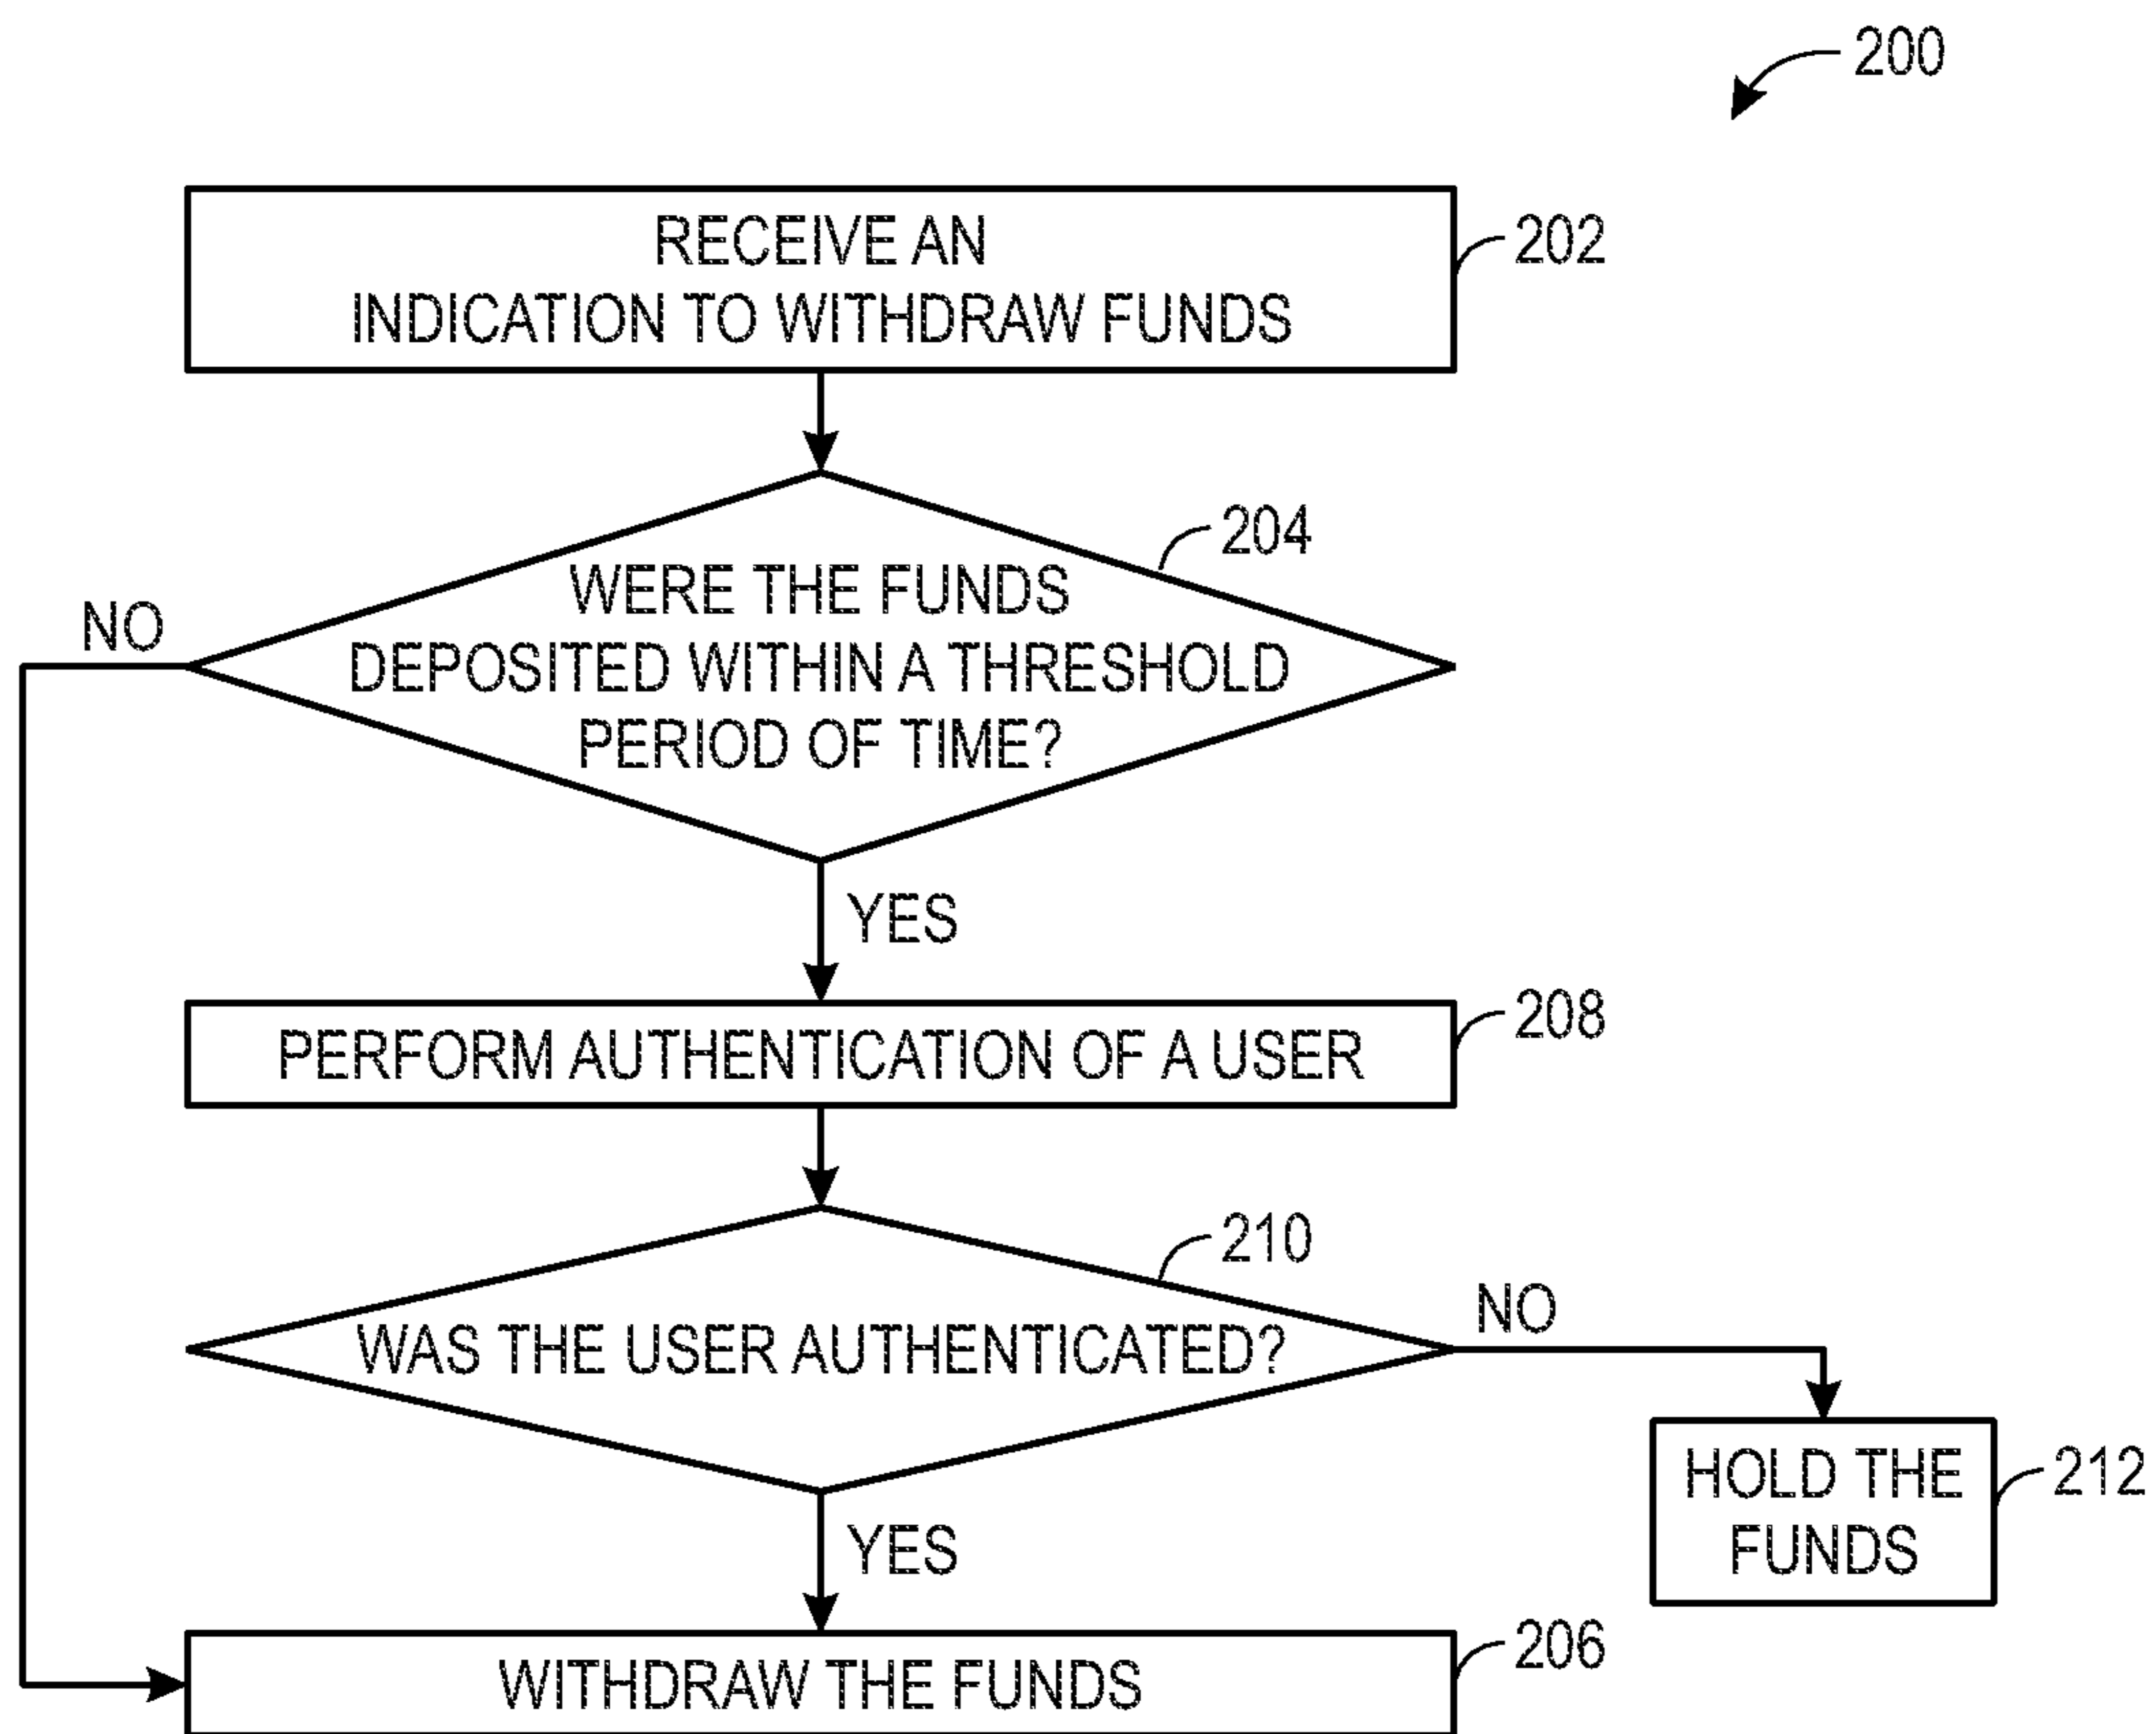 200
RECEIVE AN
INDICATION TO WITHDRAW FUNDS
202
204
WERE THE FUNDS
DEPOSITED WITHIN A THRESHOLD
PERIOD OF TIME?
NO
YES
PERFORM AUTHENTICATION OF A USER
208
210
WAS THE USER AUTHENTICATED?
NO
HOLD THE
FUNDS
212
YES
WITHDRAW THE FUNDS
206